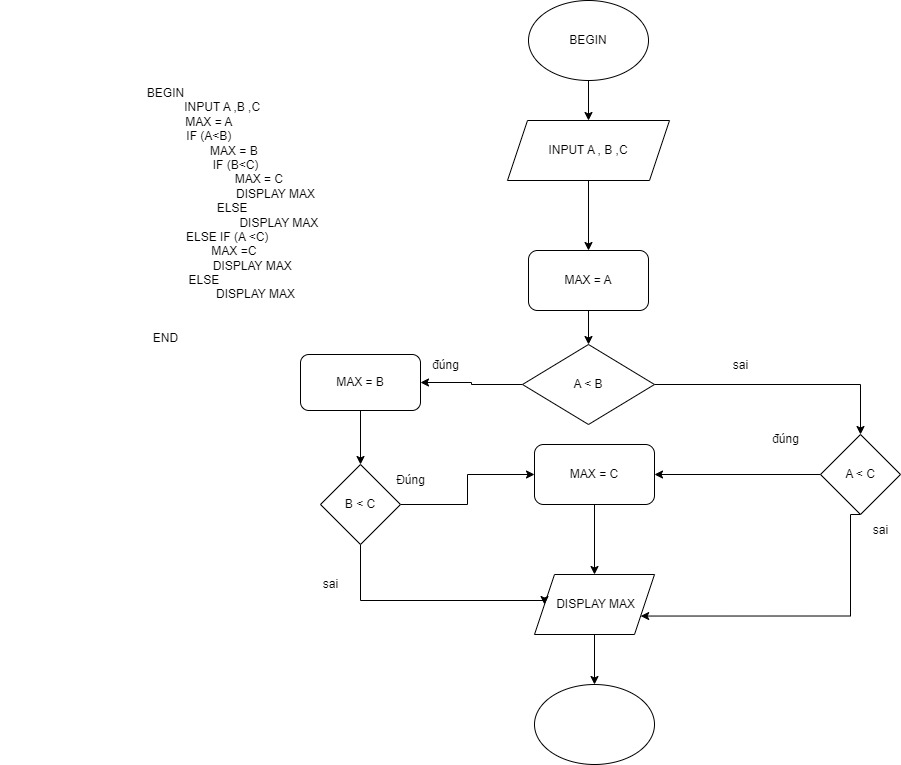 BEGIN
INPUT A ,B ,C
MAX = A
IF (A<B)
MAX = B
IF (B<C)
MAX = C
DISPLAY MAX
ELSE
DISPLAY MAX
ELSE IF (A <C)
MAX =C
DISPLAY MAX
ELSE
DISPLAY MAX
END
BEGIN
INPUT A , B ,C
MAX = A
A < B
đúng
sai
MAX = B
B < C
Đúng
sai
MAX = C
A < C
đúng
sai
DISPLAY MAX